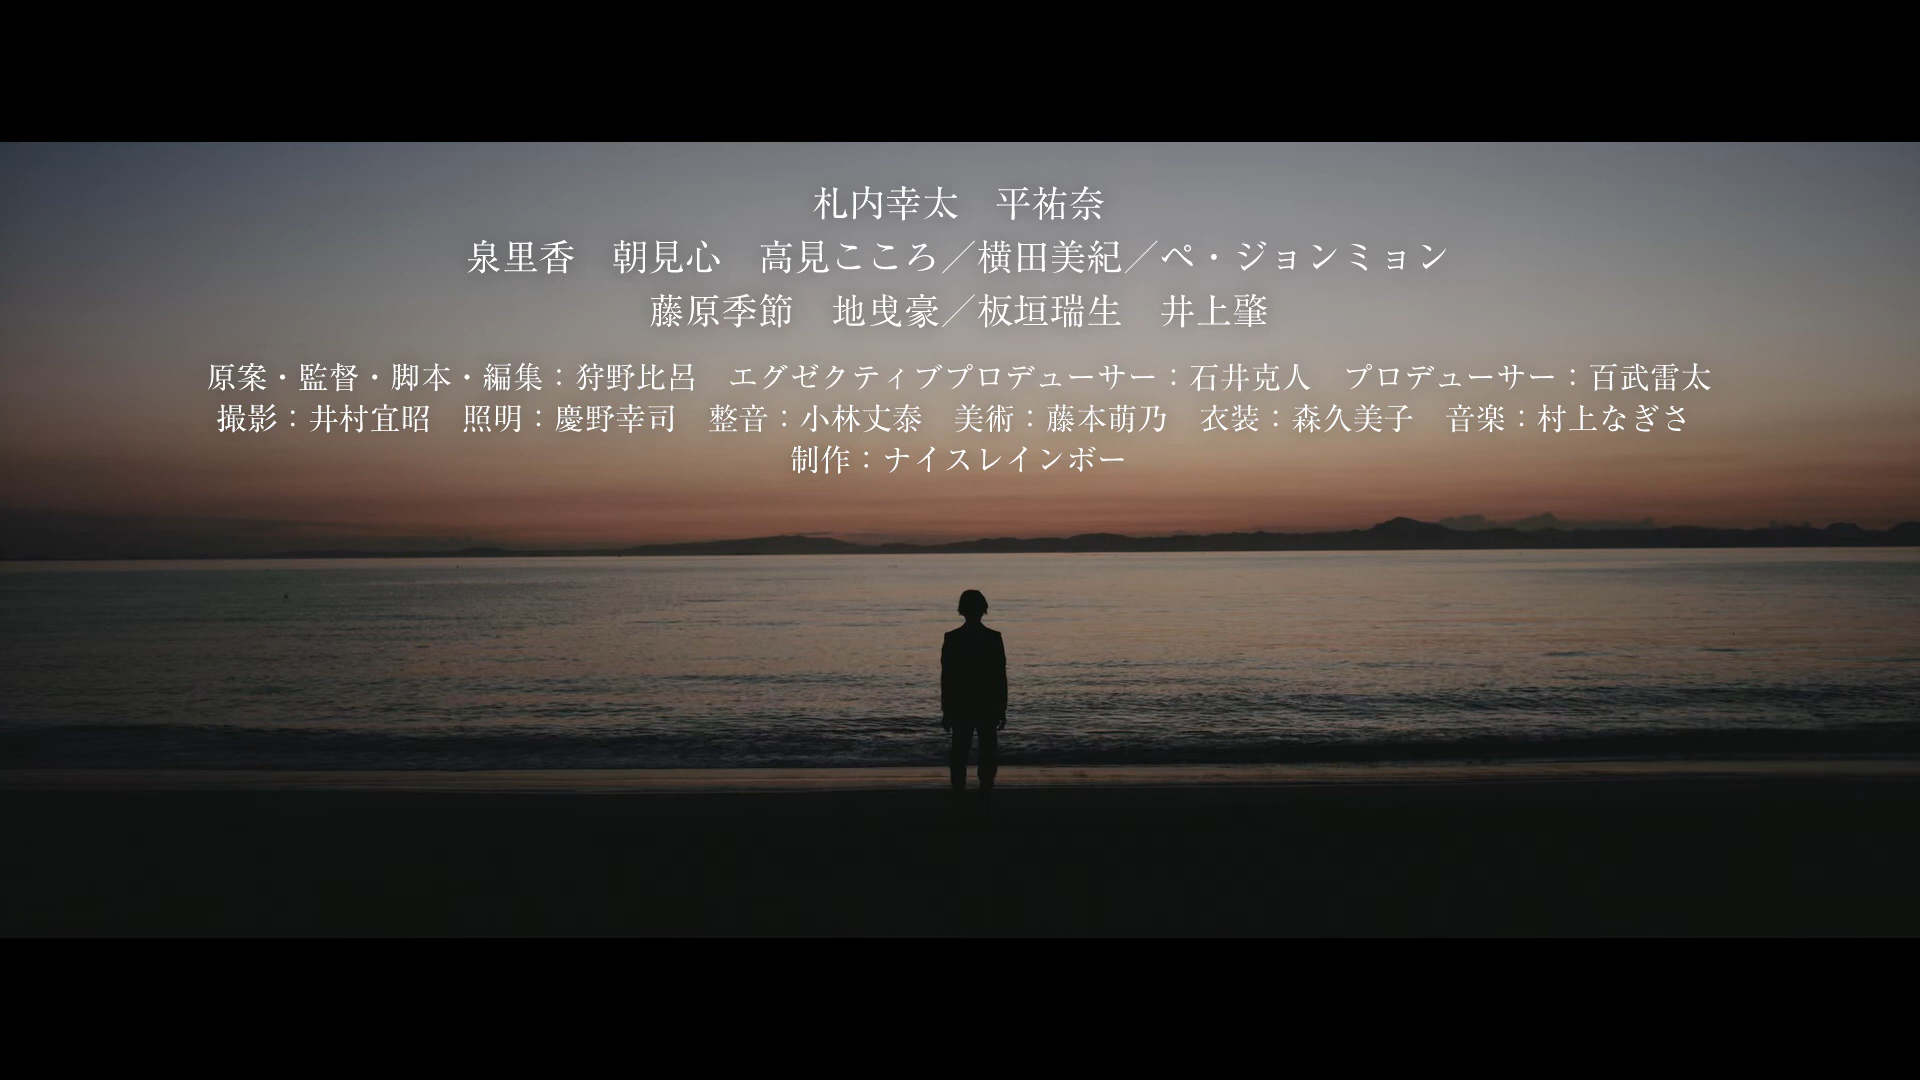 札内幸太　平祐奈
泉里香　朝見心　高見こころ／横田美紀／ペ・ジョンミョン
藤原季節　地曵豪／板垣瑞生　井上肇
原案・監督・脚本・編集：狩野比呂　エグゼクティブプロデューサー：石井克人　プロデューサー：百武雷太
撮影：井村宜昭　照明：慶野幸司　整音：小林丈泰　美術：藤本萌乃　衣装：森久美子　音楽：村上なぎさ
制作：ナイスレインボー